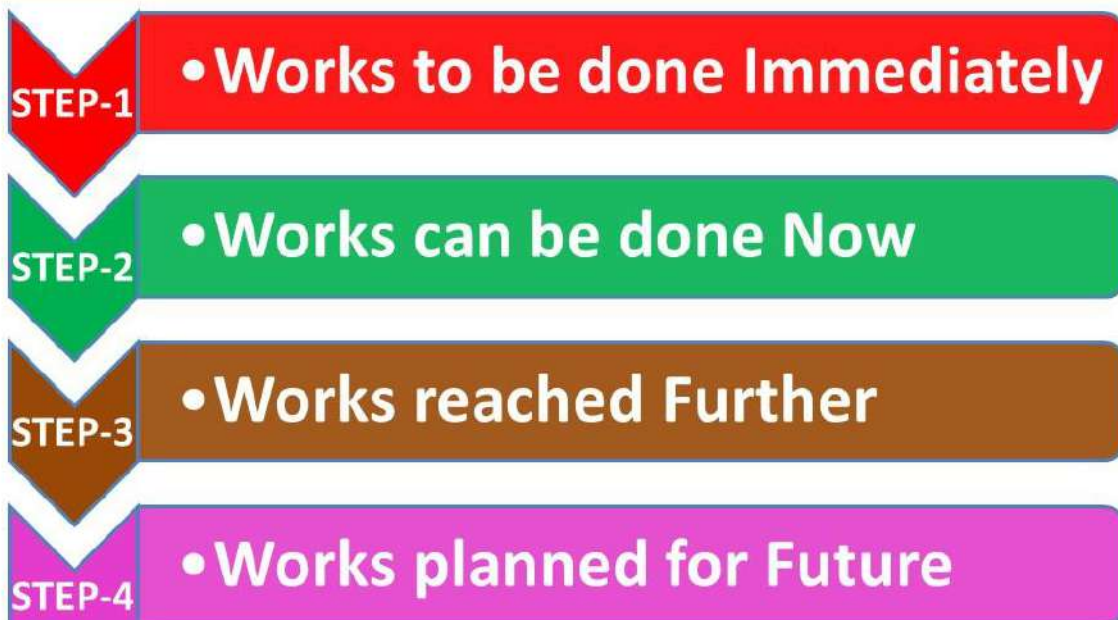 STEP-1 •Works to be done Immediately
STEP-2 •Works can be done Now
STEP-3 •Works reached Further
STEP-4 •Works planned for Future